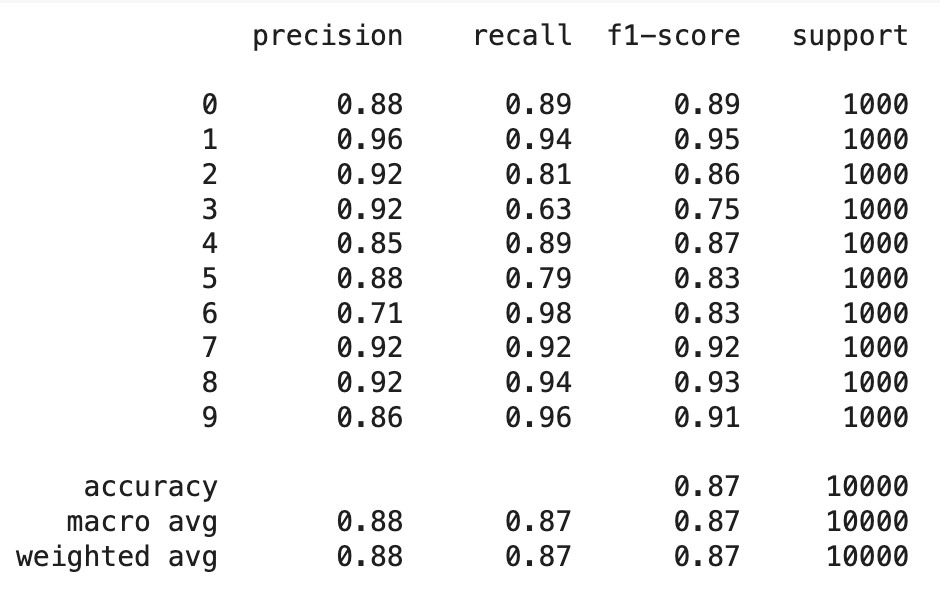 precision recall f1-score support
0 0.88 0.89 0.89 1000
1 0.96 0.94 0.95 1000
2 0.92 0.81 0.86 1000
3 0.92 0.63 0.75 1000
4 0.85 0.89 0.87 1000
5 0.88 0.79 0.83 1000
6 0.71 0.98 0.83 1000
7 0.92 0.92 0.92 1000
8 0.92 0.94 0.93 1000
9 0.86 0.96 0.91 1000
accuracy 0.87 10000
macro avg 0.88 0.87 0.87 10000
weighted avg 0.88 0.87 0.87 10000